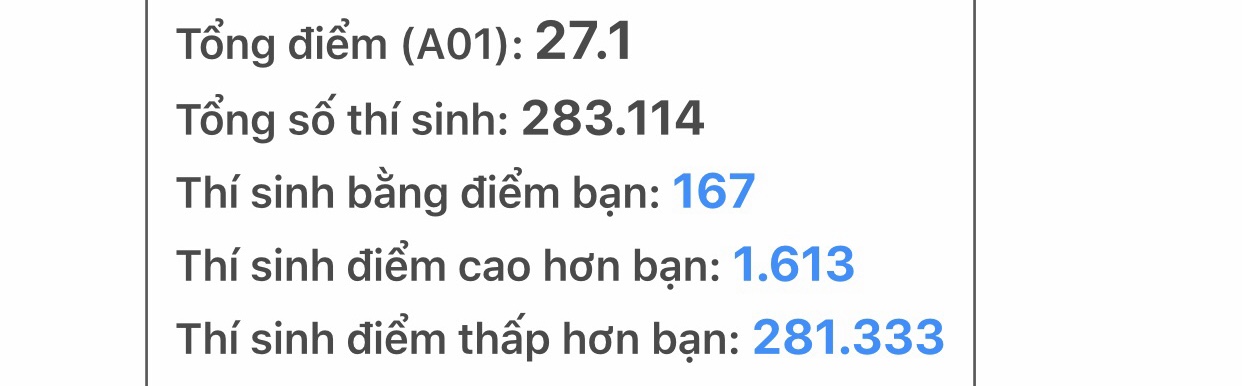 Tổng điểm (A01): 27.1
Tổng số thí sinh: 283.114
Thí sinh bằng điểm bạn: 167
Thí sinh điểm cao hơn bạn: 1.613
Thí sinh điểm thấp hơn bạn: 281.333